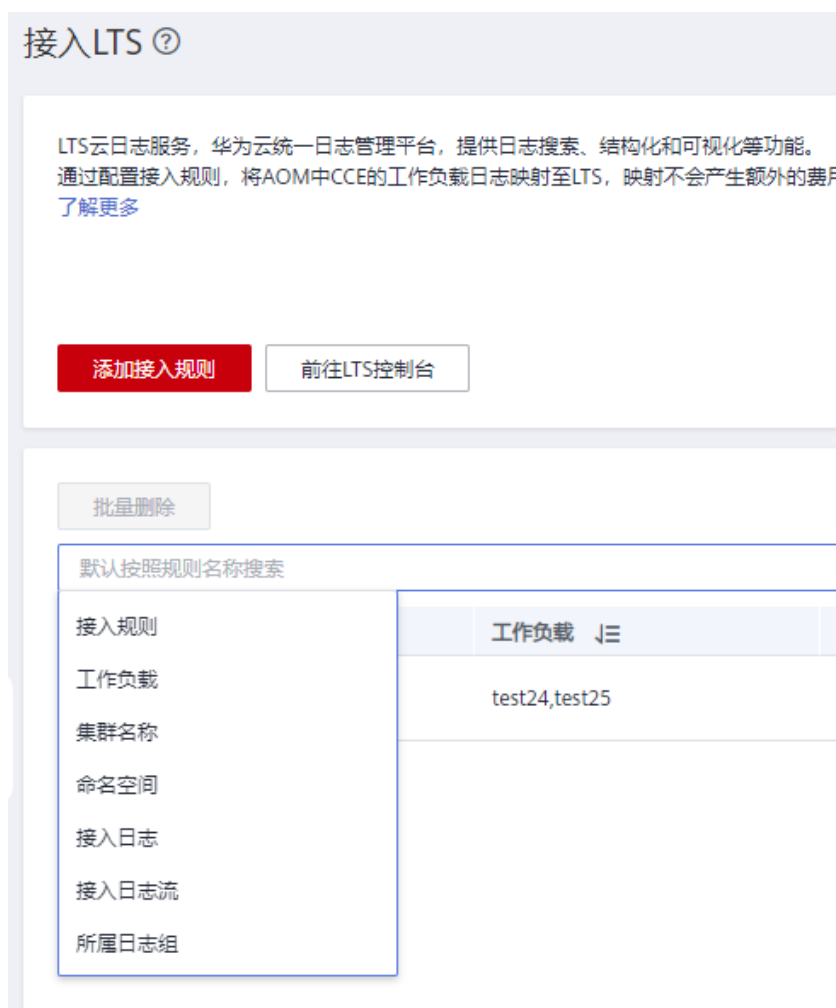 接入LTS
LTS云日志服务，华为云统一日志管理平台，提供日志搜索、结构化和可视化等功能。
通过配置接入规则，将AOM中CCE的工作负载日志映射至LTS，映射不会产生额外的费用
了解更多
添加接入规则 前往LTS控制台
批量删除
默认按照规则名称搜索
接入规则
工作负载
工作负载
test24,test25
集群名称
命名空间
接入日志
接入日志流
所属日志组